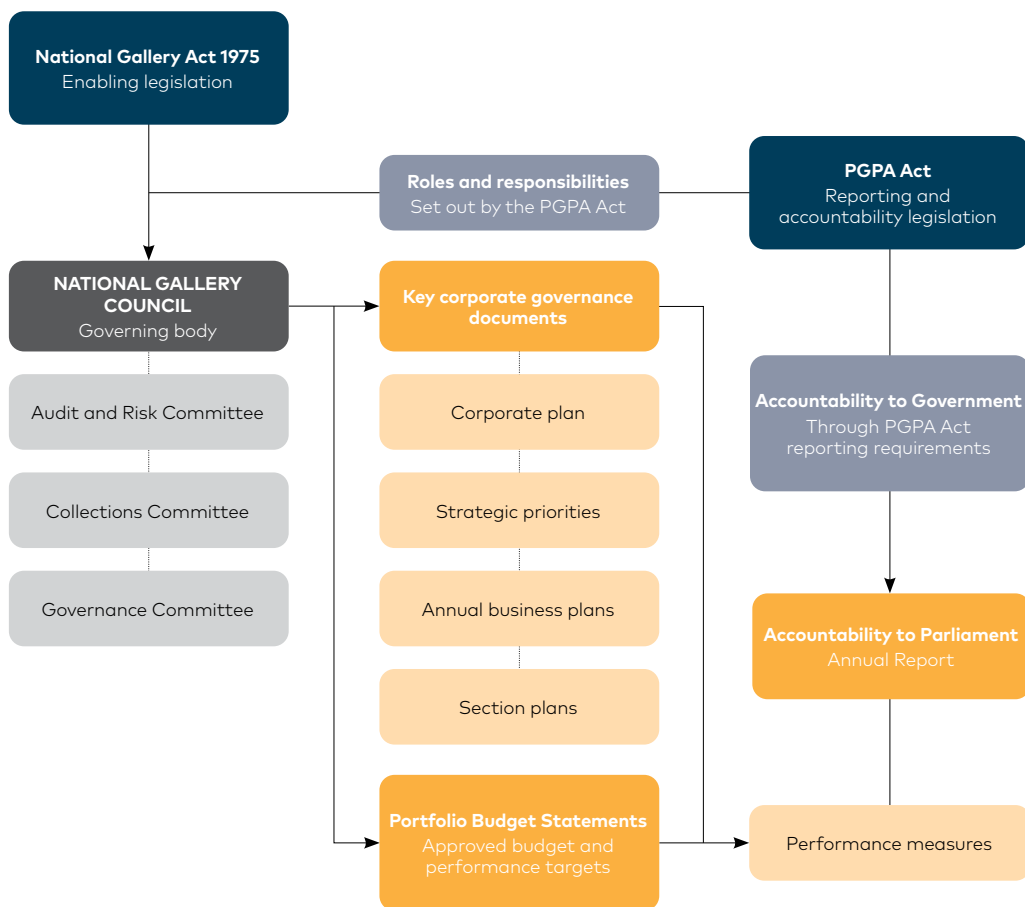 National Gallery Act 1975
Enabling legislation
Roles and responsibilities
Set out by the PGPA Act
PGPA Act
Reporting and
accountability legislation
NATIONAL GALLERY
COUNCIL
Governing body
Audit and Risk Committee
Collections Committee
Governance Committee
Key corporate governance
documents
Corporate plan
Strategic priorities
Annual business plans
Section plans
Portfolio Budget Statements
Approved budget and
performance targets
Accountability to Government
Through PGPA Act
reporting requirements
Accountability to Parliament
Annual Report
Performance measures